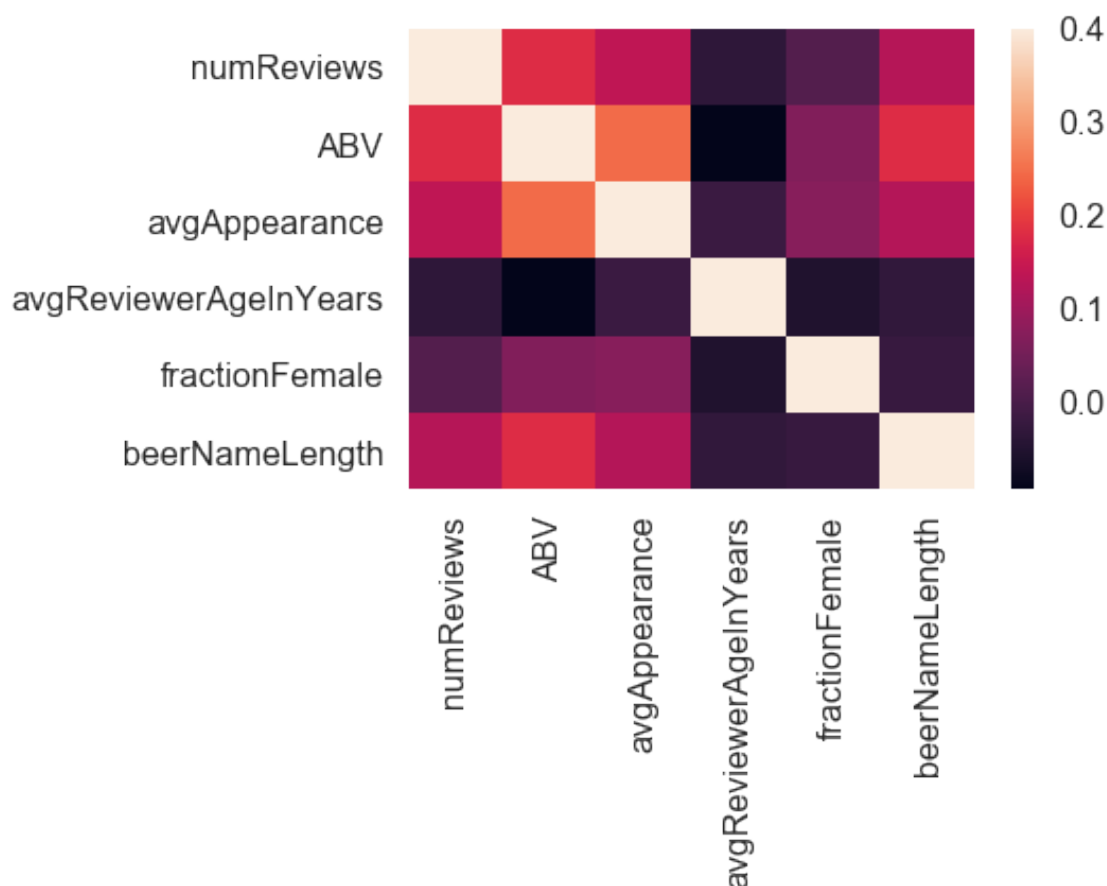 numReviews
ABV
avgAppearance
avgReviewerAgeInYears
fractionFemale
beerNameLength
0.4
0.3
0.2
0.1
0.0
numReviews
ABV
avgAppearance
avgReviewerAgeInYears
fractionFemale
beerNameLength